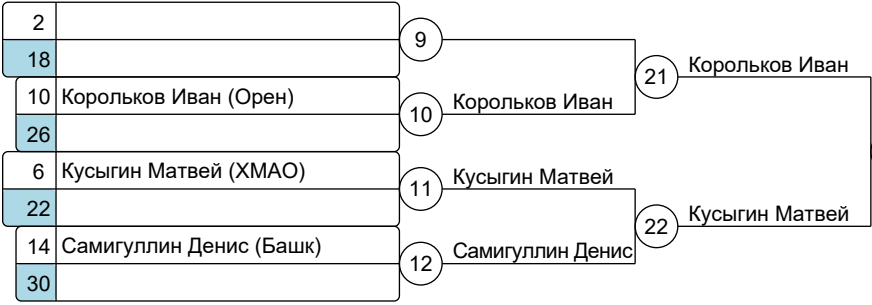 2
18
9
10 Корольков Иван (Орен)
26
10
Корольков Иван
21
Корольков Иван
6 Кусыгин Матвей (ХМАО)
22
11
Кусыгин Матвей
14 Самигуллин Денис (Башк)
30
12
Самигуллин Денис
22
Кусыгин Матвей